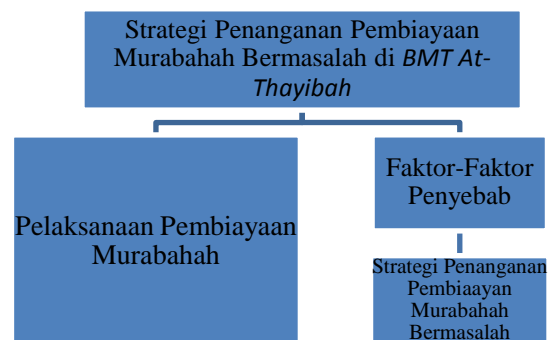 Strategi Penanganan Pembiayaan
Murabahah Bermasalah di BMT At-
Thayibah
Pelaksanaan Pembiayaan
Murabahah
Faktor-Faktor
Penyebab
Strategi Penanganan
Pembiaayan
Murabahah
Bermasalah